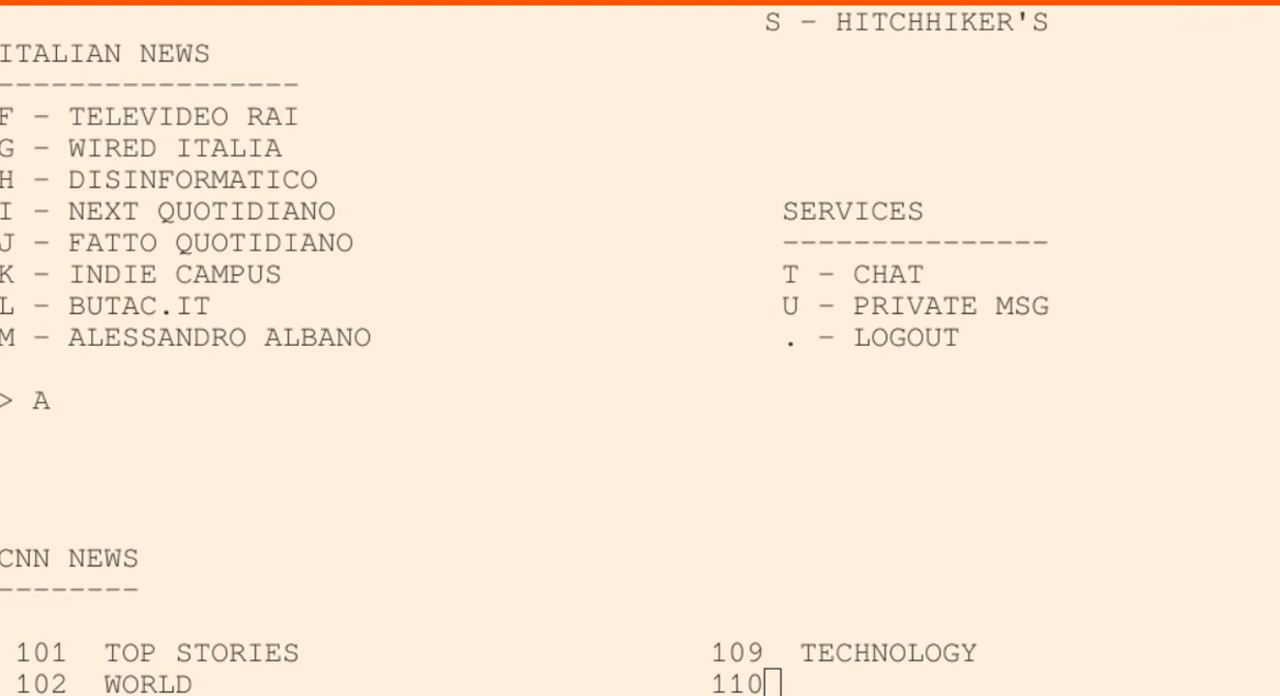 S - HITCHHIKER'S
ITALIAN NEWS
-----------------
F - TELEVIDEO RAI
G - WIRED ITALIA
H - DISINFORMATICO
I - NEXT QUOTIDIANO SERVICES
J - FATTO QUOTIDIANO ---------------
K - INDIE CAMPUS T - CHAT
L - BUTAC.IT U - PRIVATE MSG
M - ALESSANDRO ALBANO . - LOGOUT
> A
CNN NEWS
--------
101 TOP STORIES 109 TECHNOLOGY
102 WORLD 110